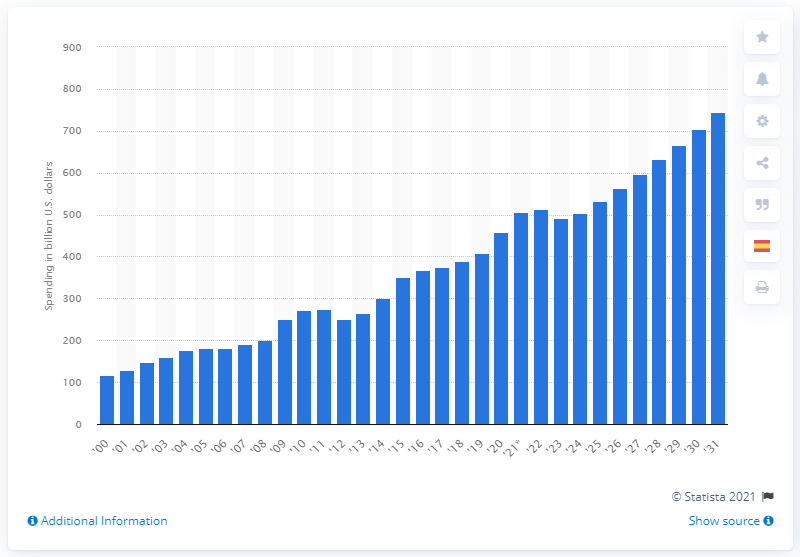 900
800
700
600
500
400
300
200
100
0
Spending in billion U.S. dollars
'00 '01 '02 '03 '04 '05 '06 '07 '08 '09 '10 '11 '12 '13 '14 '15 '16 '17 '18 '19 '20 '21* '22 '23 '24 '25 '26 '27 '28 '29 '30 '31
© Statista 2021
Additional Information
Show source